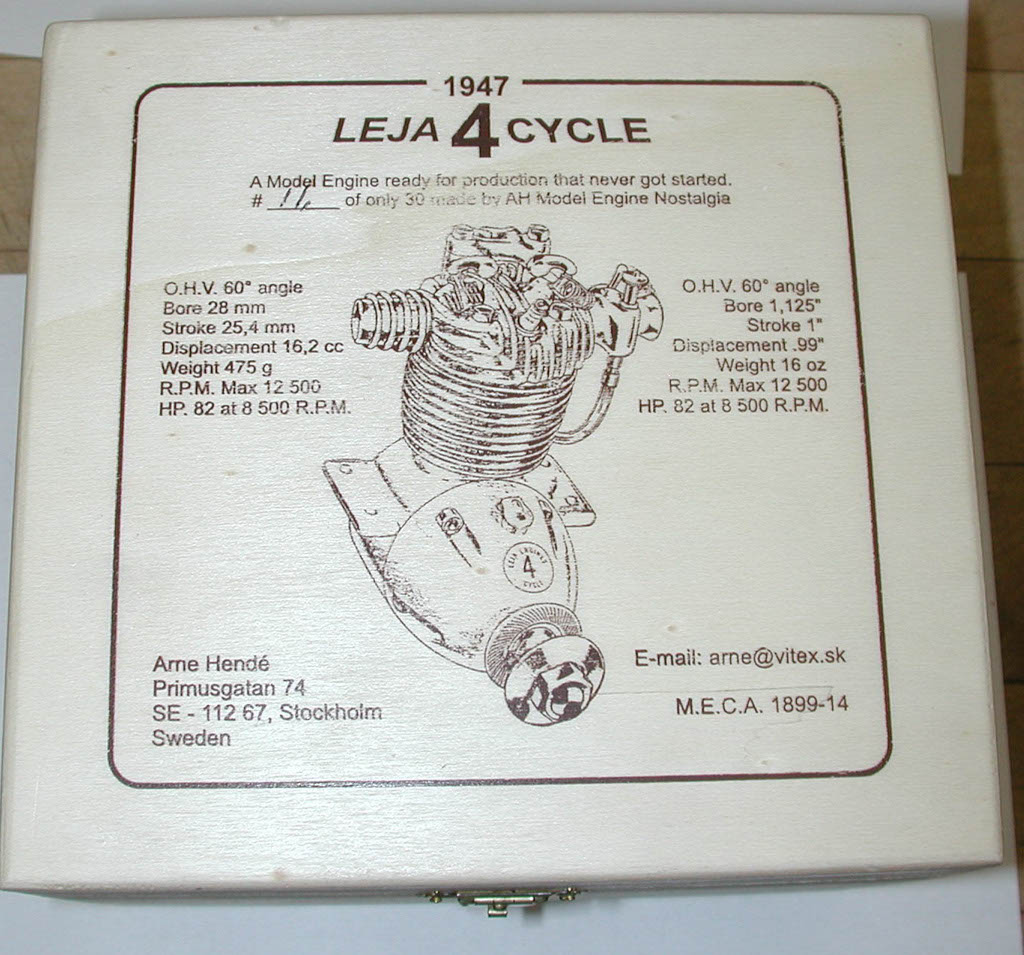 1947
LEJA 4 CYCLE
A Model Engine ready for production that never got started.
# of only 30 made by AH Model Engine Nostalgia
O.H.V. 60° angle
Bore 28 mm
Stroke 25,4 mm
Displacement 16,2 cc
Weight 475 g
R.P.M. Max 12 500
HP. 82 at 8 500 R.P.M.
O.H.V. 60° angle
Bore 1,125"
Stroke 1"
Displacement .99"
Weight 16 oz
R.P.M. Max 12 500
HP. 82 at 8 500 R.P.M.
4
CYCLE
Arne Hendé
Primusgatan 74
SE - 112 67, Stockholm
Sweden
E-mail: arne@vitex.sk
M.E.C.A. 1899-14